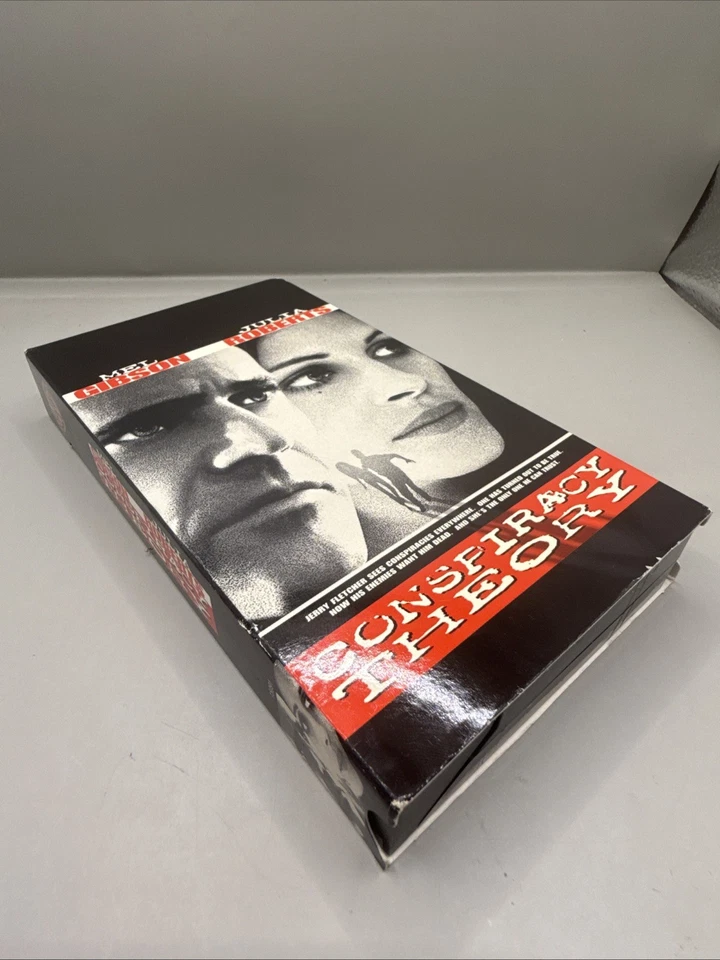 MEL
GIBSON
JULIA
ROBERTS
JERRY FLETCHER SEES CONSPIRACIES EVERYWHERE. ONE HAS TURNED OUT TO BE TRUE.
NOW HIS ENEMIES WANT HIM DEAD. AND SHE'S THE ONLY ONE HE CAN TRUST.
CONSPIRACY
THEORY